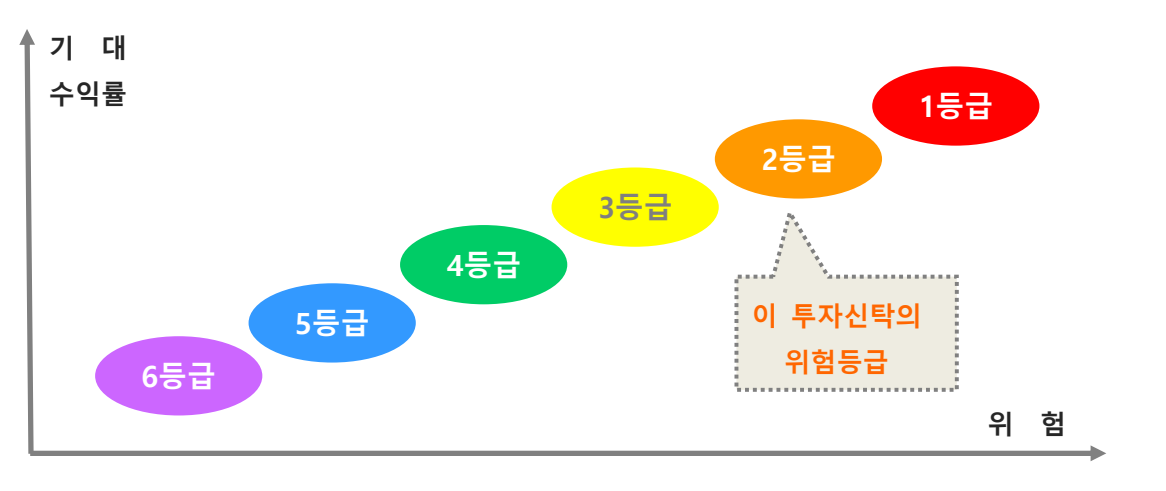 기 대
수익률
1등급
2등급
3등급
4등급
5등급
6등급
이 투자신탁의
위험등급
위 험